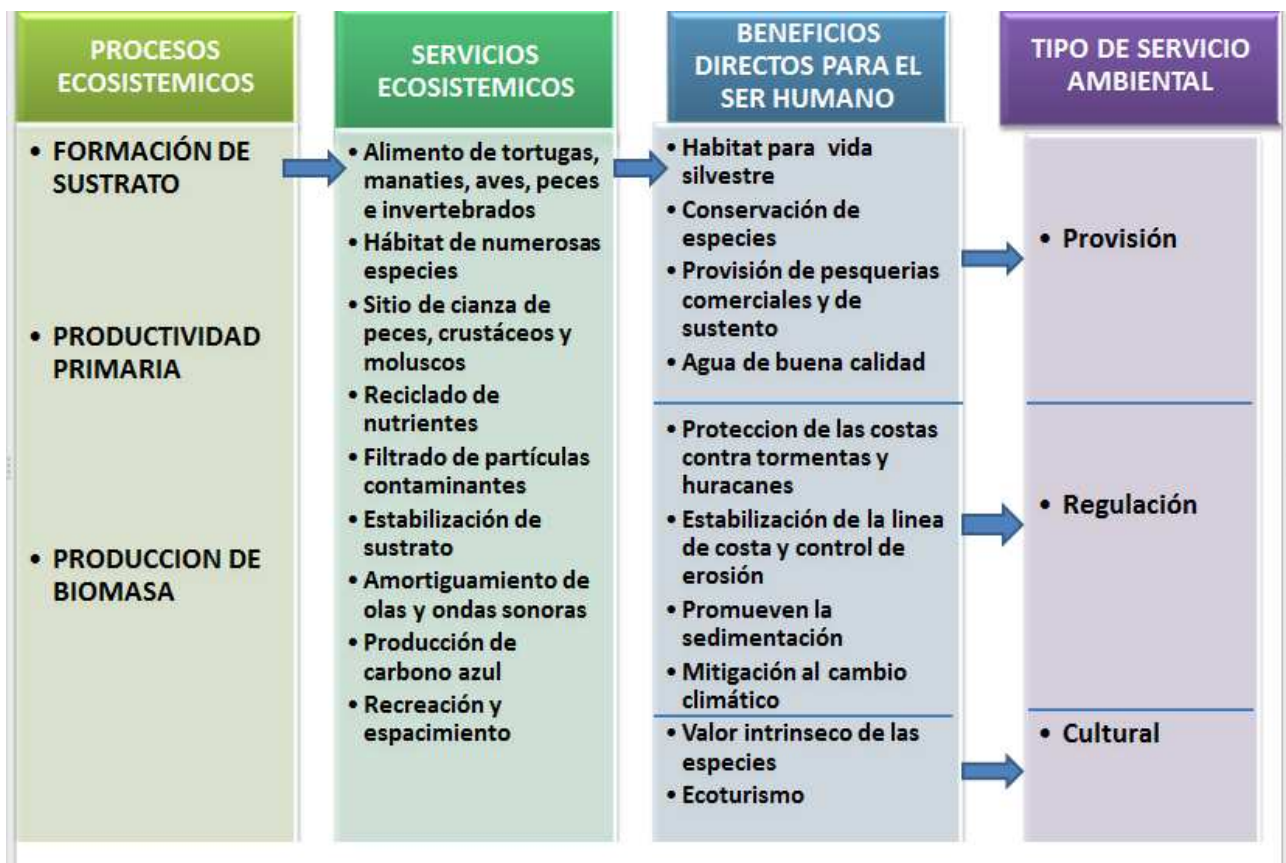 PROCESOS
ECOSISTEMICOS
• FORMACIÓN DE
SUSTRATO
• PRODUCTIVIDAD
PRIMARIA
• PRODUCCION DE
BIOMASA
SERVICIOS
ECOSISTEMICOS
• Alimento de tortugas,
manaties, aves, peces
e invertebrados
• Hábitat de numerosas
especies
• Sitio de cianza de
peces, crustáceos y
moluscos
• Reciclado de
nutrientes
• Filtrado de partículas
contaminantes
• Estabilización de
sustrato
• Amortiguamiento de
olas y ondas sonoras
• Producción de
carbono azul
• Recreación y
espacimiento
BENEFICIOS
DIRECTOS PARA EL
SER HUMANO
• Habitat para vida
silvestre
• Conservación de
especies
• Provisión de pesquerias
comerciales y de
sustento
• Agua de buena calidad
• Proteccion de las costas
contra tormentas y
huracanes
• Estabilización de la linea
de costa y control de
erosión
• Promueven la
sedimentación
• Mitigación al cambio
climático
• Valor intrinseco de las
especies
• Ecoturismo
TIPO DE SERVICIO
AMBIENTAL
• Provisión
• Regulación
• Cultural